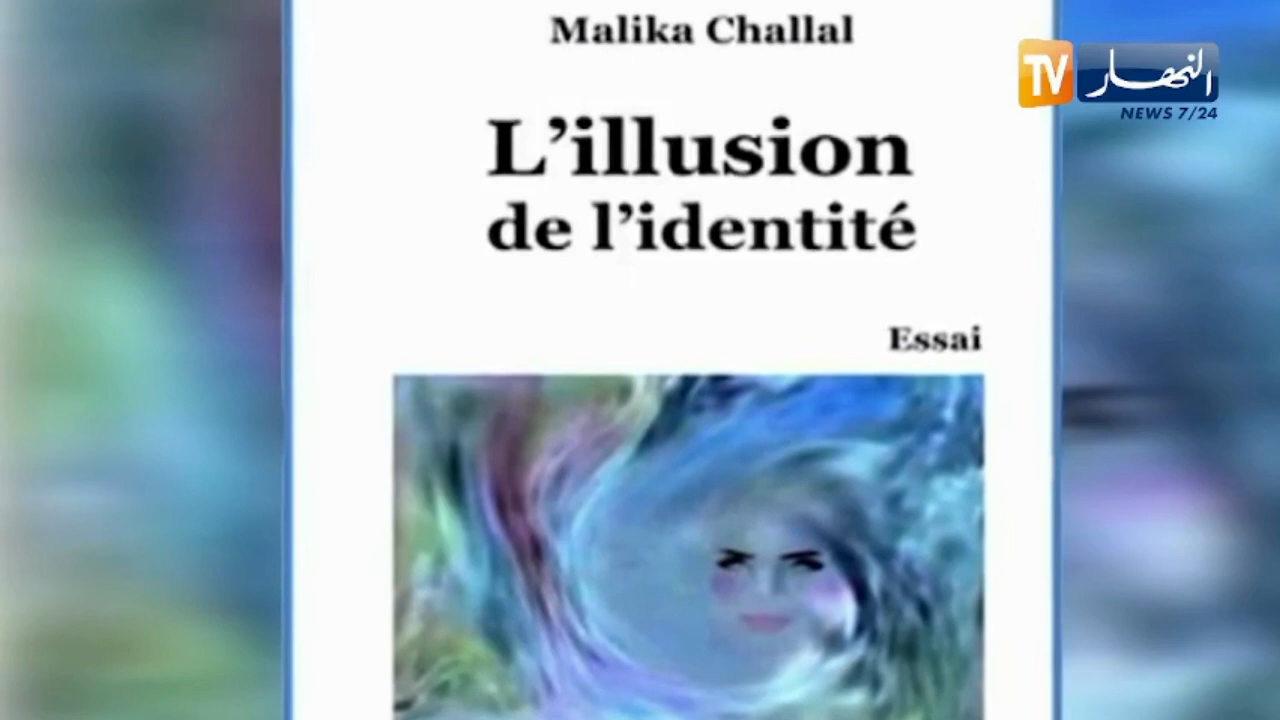 Malika Challal
L'illusion
de l'identité
Essai
TV النهار
NEWS 7/24